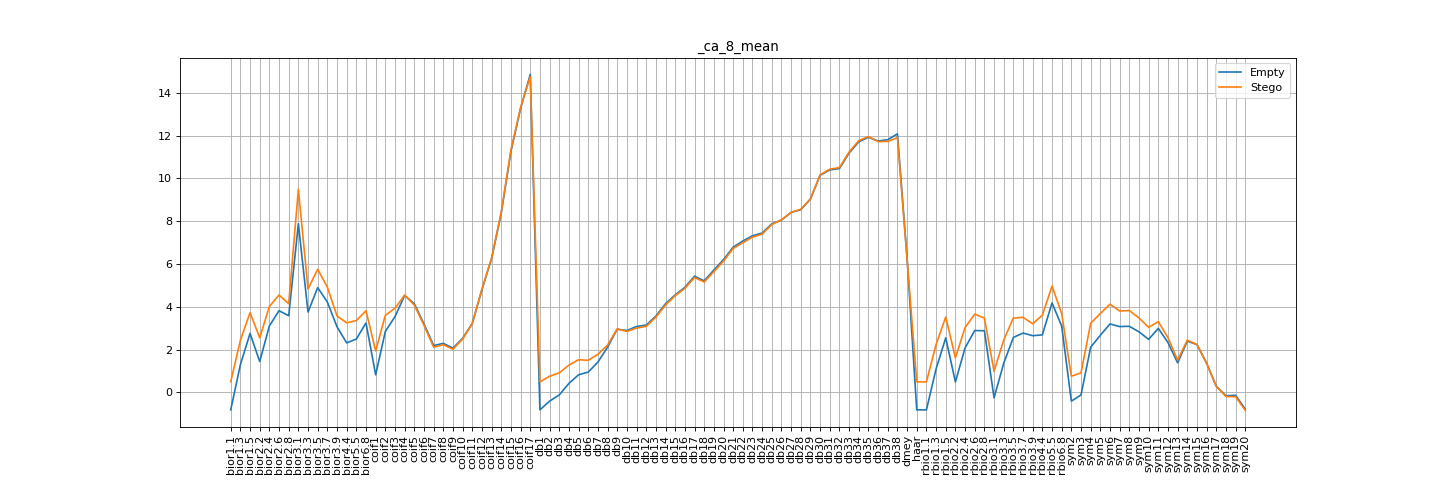 _ca_8_mean
Empty
Stego
14
12
10
8
6
4
2
0
bior1.1
bior1.3
bior1.5
bior2.2
bior2.4
bior2.6
bior2.8
bior3.1
bior3.3
bior3.5
bior3.7
bior3.9
bior4.4
bior5.5
bior6.8
coif1
coif2
coif3
coif4
coif5
coif6
coif7
coif8
coif9
coif10
coif11
coif12
coif13
coif14
coif15
coif16
coif17
db1
db2
db3
db4
db5
db6
db7
db8
db9
db10
db11
db12
db13
db14
db15
db16
db17
db18
db19
db20
db21
db22
db23
db24
db25
db26
db27
db28
db29
db30
db31
db32
db33
db34
db35
db36
db37
db38
dmey
haar
rbio1.1
rbio1.3
rbio1.5
rbio2.2
rbio2.4
rbio2.6
rbio2.8
rbio3.1
rbio3.3
rbio3.5
rbio3.7
rbio3.9
rbio4.4
rbio5.5
rbio6.8
sym2
sym3
sym4
sym5
sym6
sym7
sym8
sym9
sym10
sym11
sym12
sym13
sym14
sym15
sym16
sym17
sym18
sym19
sym20